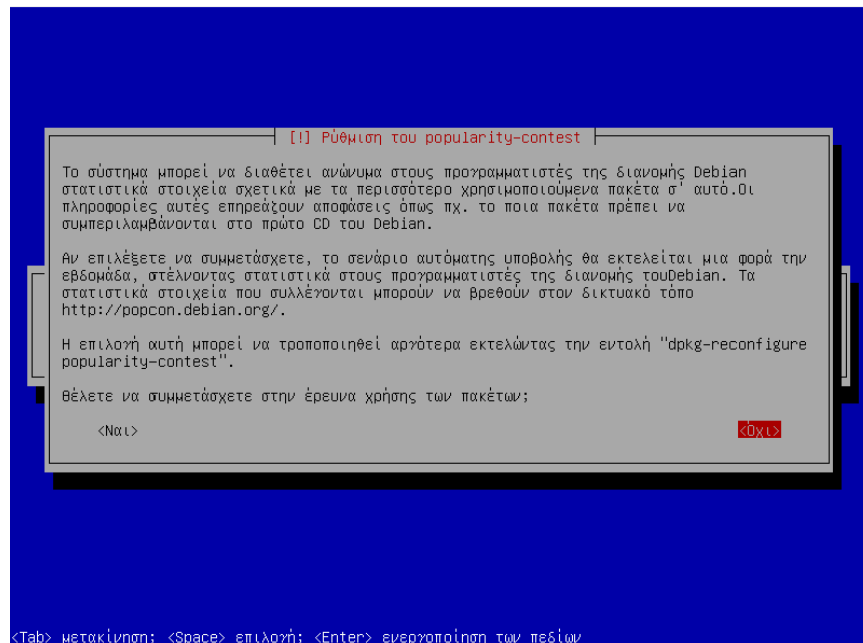 [!] Ρύθμιση του popularity-contest
Το σύστημα μπορεί να διαθέτει ανώνυμα στους προγραμματιστές της διανομής Debian
στατιστικά στοιχεία σχετικά με τα περισσότερο χρησιμοποιούμενα πακέτα σ' αυτό.Οι
πληροφορίες αυτές επηρεάζουν αποφάσεις όπως πχ. το ποια πακέτα πρέπει να
συμπεριλαμβάνονται στο πρώτο CD του Debian.
Αν επιλέξετε να συμμετάσχετε, το σενάριο αυτόματης υποβολής θα εκτελείται μια φορά την
εβδομάδα, στέλνοντας στατιστικά στους προγραμματιστές της διανομής τουDebian. Τα
στατιστικά στοιχεία που συλλέγονται μπορούν να βρεθούν στον δικτυακό τόπο
http://popcon.debian.org/.
Η επιλογή αυτή μπορεί να τροποποιηθεί αργότερα εκτελώντας την εντολή "dpkg-reconfigure
popularity-contest".
Θέλετε να συμμετάσχετε στην έρευνα χρήσης των πακέτων;
<Ναι> <Όχι>
<Tab> μετακίνηση; <Space> επιλογή; <Enter> ενεργοποίηση των πεδίων